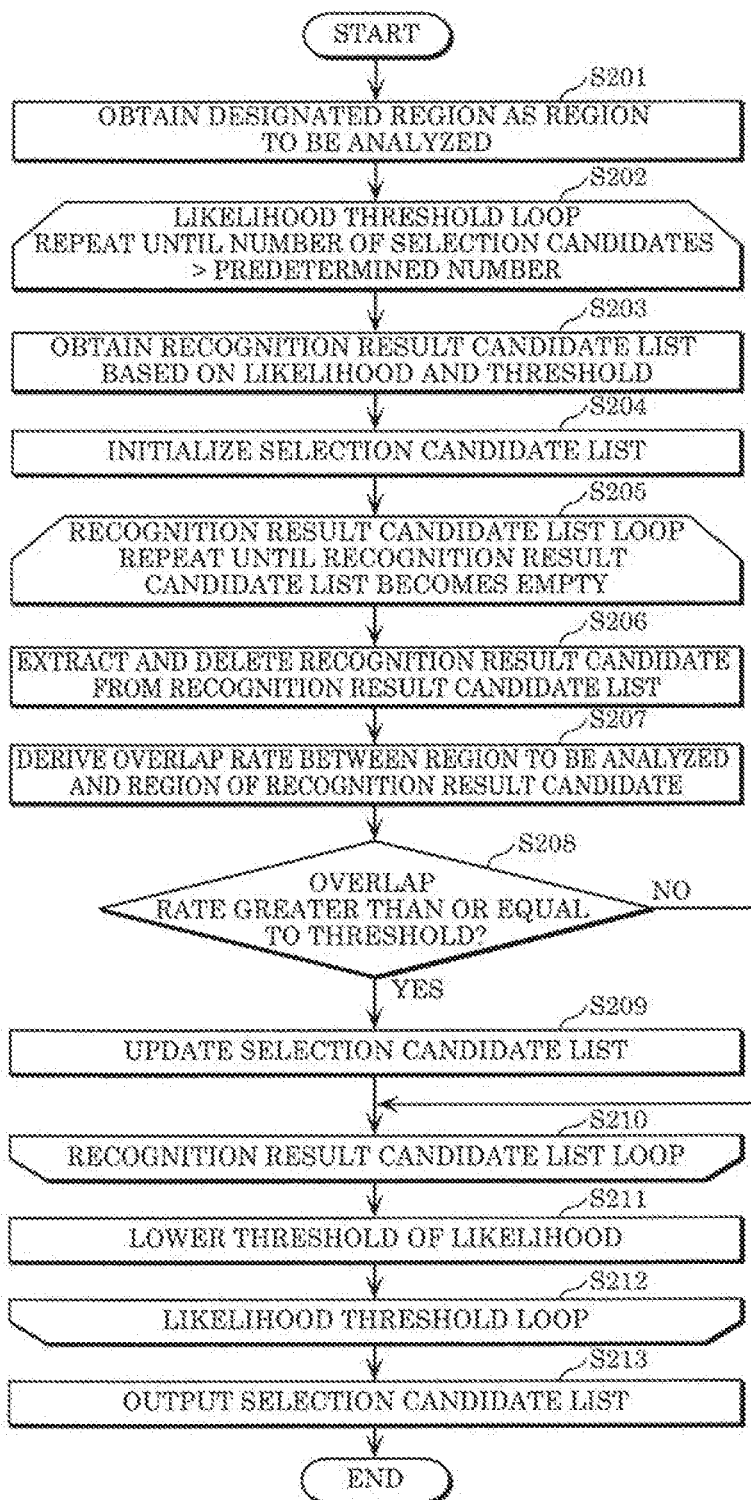 START
S201
OBTAIN DESIGNATED REGION AS REGION
TO BE ANALYZED
S202
LIKELIHOOD THRESHOLD LOOP
REPEAT UNTIL NUMBER OF SELECTION CANDIDATES
> PREDETERMINED NUMBER
S203
OBTAIN RECOGNITION RESULT CANDIDATE LIST
BASED ON LIKELIHOOD AND THRESHOLD
S204
INITIALIZE SELECTION CANDIDATE LIST
S205
RECOGNITION RESULT CANDIDATE LIST LOOP
REPEAT UNTIL RECOGNITION RESULT
CANDIDATE LIST BECOMES EMPTY
S206
EXTRACT AND DELETE RECOGNITION RESULT CANDIDATE
FROM RECOGNITION RESULT CANDIDATE LIST
S207
DERIVE OVERLAP RATE BETWEEN REGION TO BE ANALYZED
AND REGION OF RECOGNITION RESULT CANDIDATE
S208
OVERLAP
RATE GREATER THAN OR EQUAL
TO THRESHOLD?
NO
YES
S209
UPDATE SELECTION CANDIDATE LIST
S210
RECOGNITION RESULT CANDIDATE LIST LOOP
S211
LOWER THRESHOLD OF LIKELIHOOD
S212
LIKELIHOOD THRESHOLD LOOP
S213
OUTPUT SELECTION CANDIDATE LIST
END